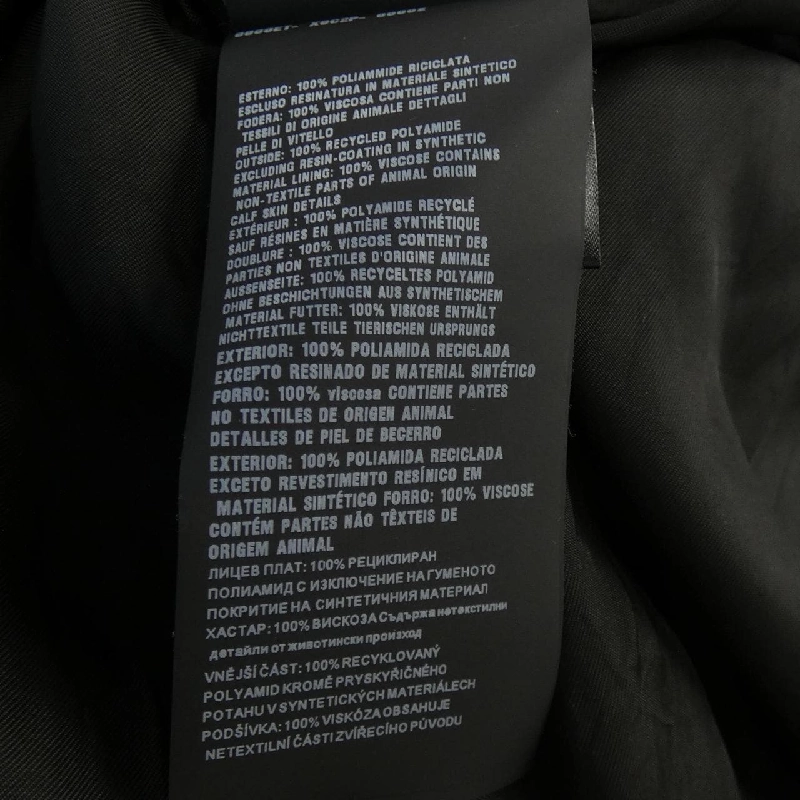 ESTERNO: 100% POLIAMMIDE RICICLATA
ESCLUSO RESINATURA IN MATERIALE SINTETICO
FODERA: 100% VISCOSA CONTIENE PARTI NON
TESSILI DI ORIGINE ANIMALE DETTAGLI
PELLE DI VITELLO
OUTSIDE: 100% RECYCLED POLYAMIDE
EXCLUDING RESIN-COATING IN SYNTHETIC
MATERIAL LINING: 100% VISCOSE CONTAINS
NON-TEXTILE PARTS OF ANIMAL ORIGIN
CALF SKIN DETAILS
EXTÉRIEUR : 100% POLYAMIDE RECYCLÉ
SAUF RÉSINES EN MATIÈRE SYNTHÉTIQUE
DOUBLURE : 100% VISCOSE CONTIENT DES
PARTIES NON TEXTILES D'ORIGINE ANIMALE
AUSSENSEITE: 100% RECYCELTES POLYAMID
OHNE BESCHICHTUNGEN AUS SYNTHETISCHEM
MATERIAL FUTTER: 100% VISKOSE ENTHÄLT
NICHTTEXTILE TEILE TIERISCHEN URSPRUNGS
EXTERIOR: 100% POLIAMIDA RECICLADA
EXCEPTO RESINADO DE MATERIAL SINTÉTICO
FORRO: 100% viscosa CONTIENE PARTES
NO TEXTILES DE ORIGEN ANIMAL
DETALLES DE PIEL DE BECERRO
EXTERIOR: 100% POLIAMIDA RECICLADA
EXCETO REVESTIMENTO RESÍNICO EM
MATERIAL SINTÉTICO FORRO: 100% VISCOSE
CONTÉM PARTES NÃO TÊXTEIS DE
ORIGEM ANIMAL
ЛИЦЕВ ПЛАТ: 100% РЕЦИКЛИРАН
ПОЛИАМИД С ИЗКЛЮЧЕНИЕ НА ГУМЕНОТО
ПОКРИТИЕ НА СИНТЕТИЧНИЯ МАТЕРИАЛ
ХАСТАР: 100% ВИСКОЗА Съдържа нетекстилни
детайли от животински произход
VNĚJŠÍ ČÁST: 100% RECYKLOVANÝ
POLYAMID KROMĚ PRYSKYŘIČNÉHO
POTAHU V SYNTETICKÝCH MATERIÁLECH
PODŠÍVKA: 100% VISKÓZA OBSAHUJE
NETEXTILNÍ ČÁSTI ZVÍŘECÍHO PŮVODU